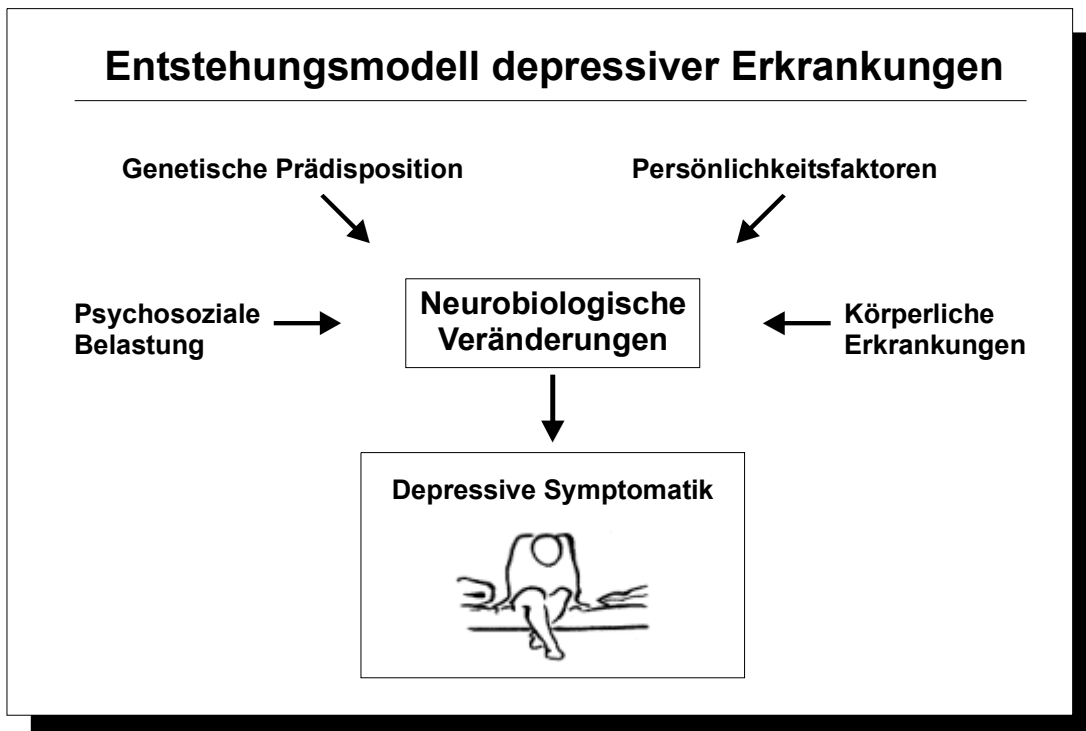 Entstehungsmodell depressiver Erkrankungen
Genetische Prädisposition
Persönlichkeitsfaktoren
Psychosoziale
Belastung
Neurobiologische
Veränderungen
Körperliche
Erkrankungen
Depressive Symptomatik